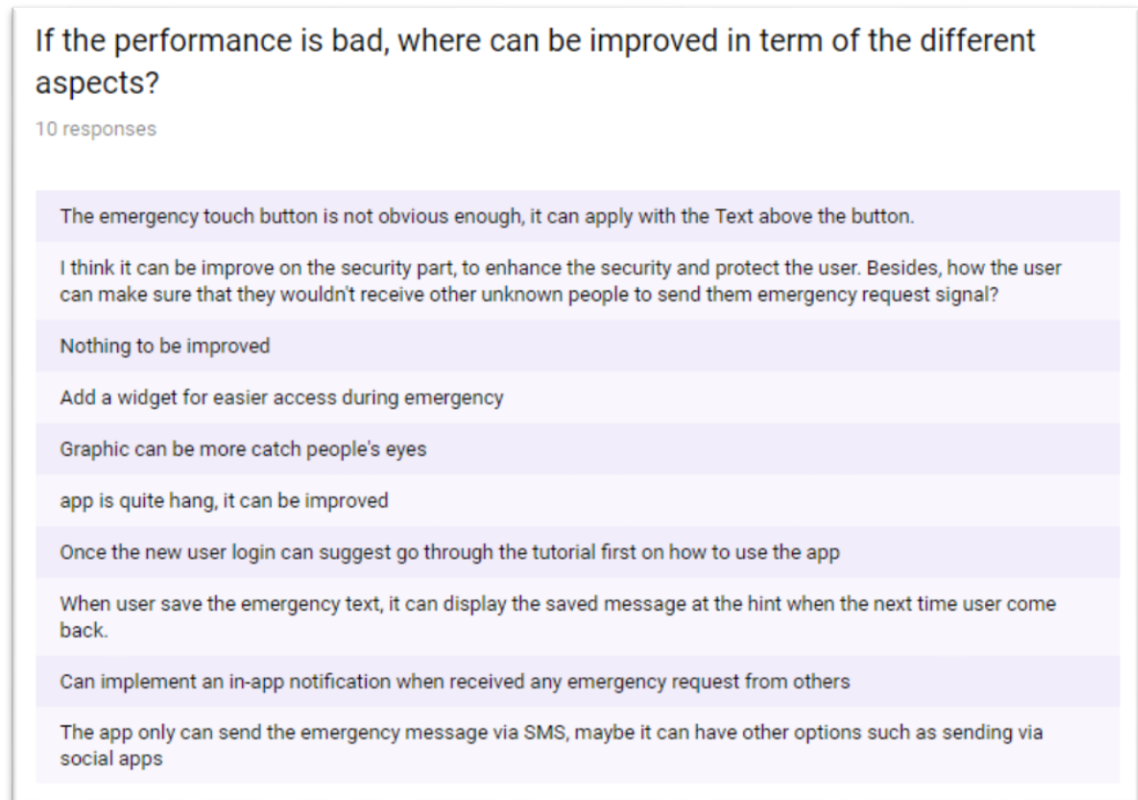 If the performance is bad, where can be improved in term of the different
aspects?
10 responses
The emergency touch button is not obvious enough, it can apply with the Text above the button.
I think it can be improve on the security part, to enhance the security and protect the user. Besides, how the user
can make sure that they wouldn't receive other unknown people to send them emergency request signal?
Nothing to be improved
Add a widget for easier access during emergency
Graphic can be more catch people's eyes
app is quite hang, it can be improved
Once the new user login can suggest go through the tutorial first on how to use the app
When user save the emergency text, it can display the saved message at the hint when the next time user come
back.
Can implement an in-app notification when received any emergency request from others
The app only can send the emergency message via SMS, maybe it can have other options such as sending via
social apps